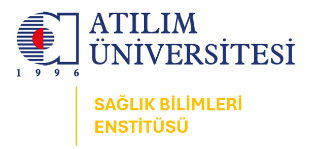 ATILIM
ÜNİVERSİTESİ
1 9 9 6
SAĞLIK BİLİMLERİ
ENSTİTÜSÜ